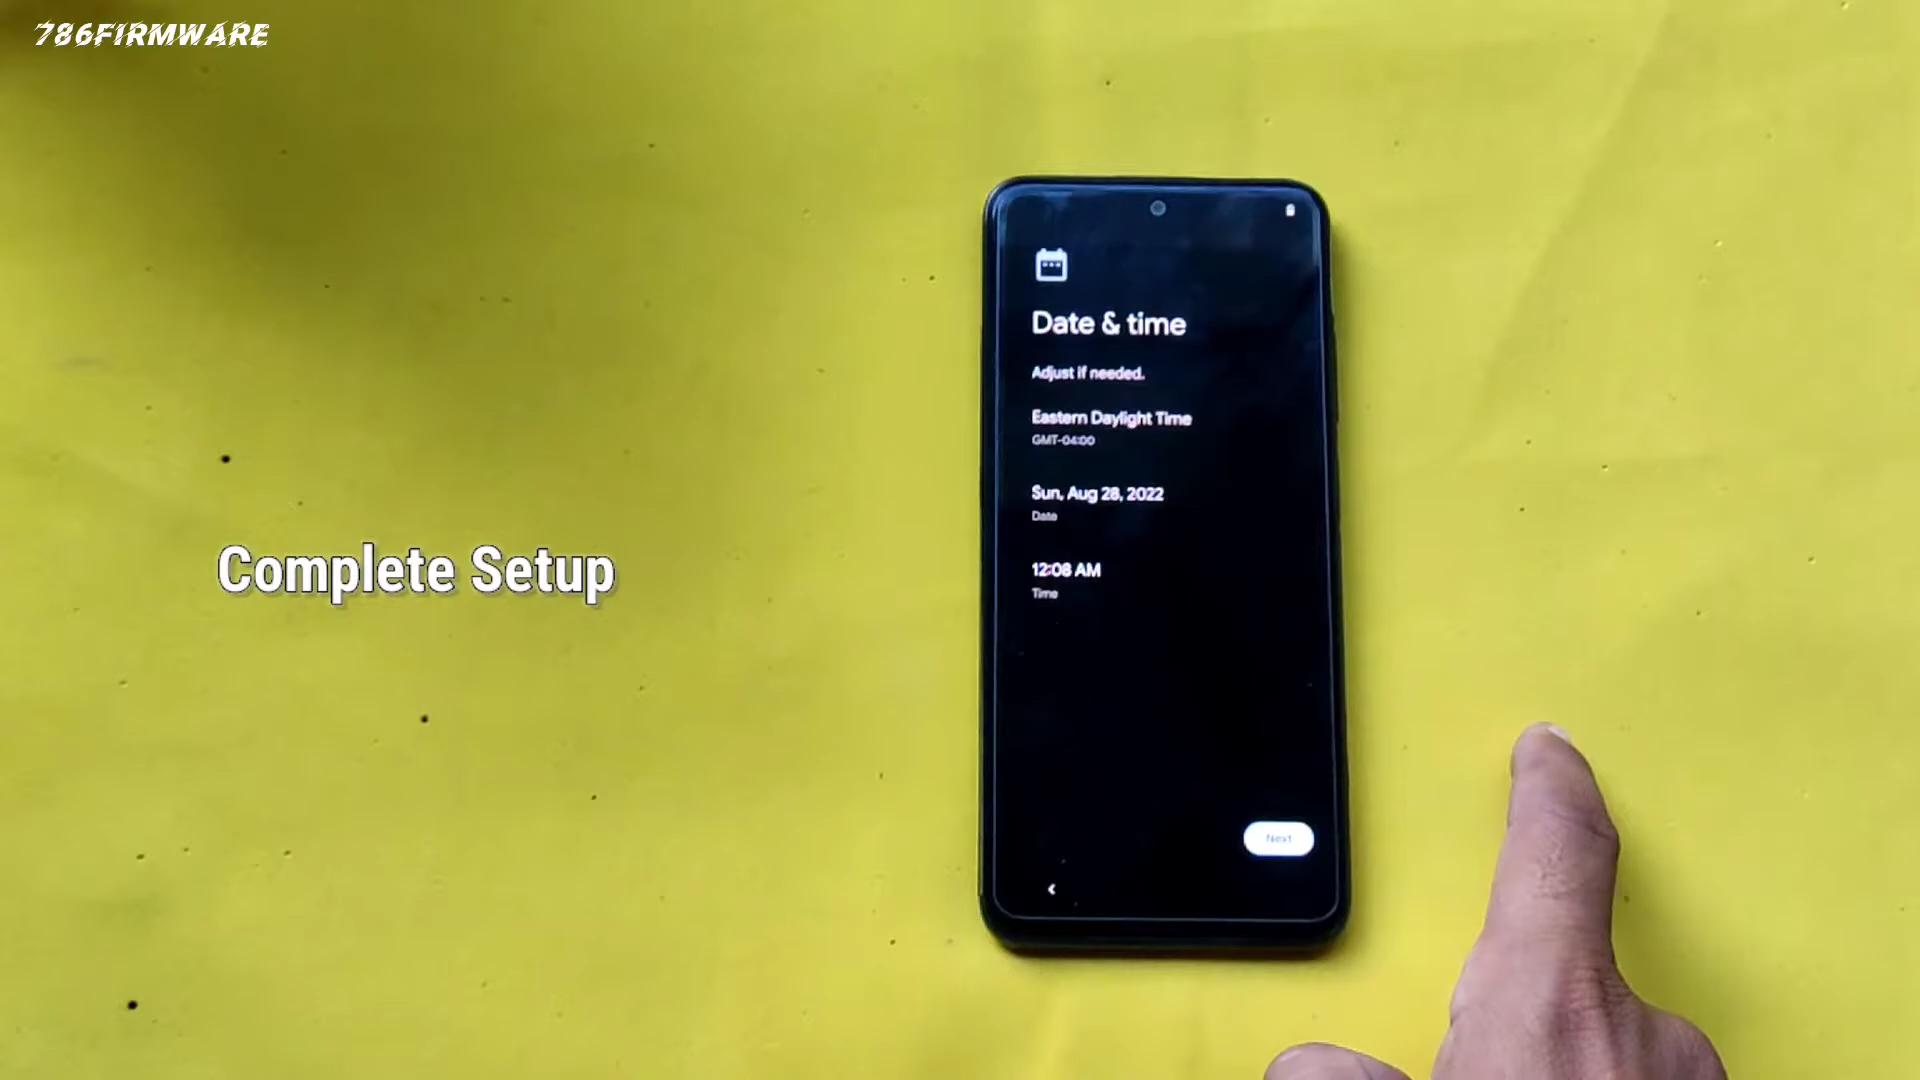 786FIRMWARE
Date & time
Adjust if needed.
Eastern Daylight Time
GMT-04:00
Sun, Aug 28, 2022
Date
12:08 AM
Time
Complete Setup
Next